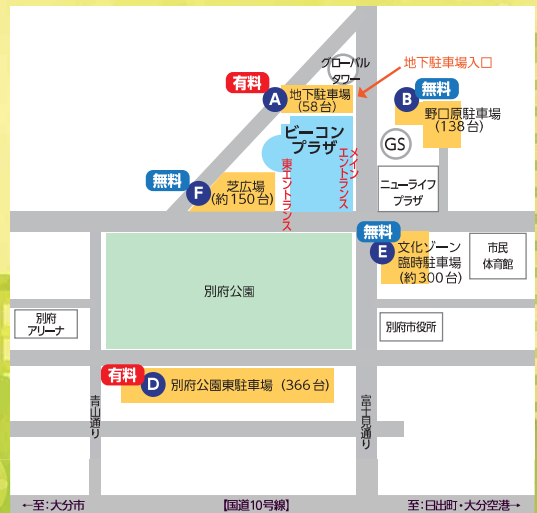 グローバル
タワー
地下駐車場入口
有料
A
地下駐車場
(58台)
無料
B
野口原駐車場
(138台)
ビーコン
プラザ
メイン
エントランス
東エントランス
GS
ニューライフ
プラザ
無料
F
芝広場
(約150台)
無料
E
文化ゾーン
臨時駐車場
(約300台)
市民
体育館
別府公園
別府
アリーナ
別府市役所
有料
D
別府公園東駐車場 (366台)
青山通り
富士見通り
←至:大分市
【国道10号線】
至:日出町・大分空港→